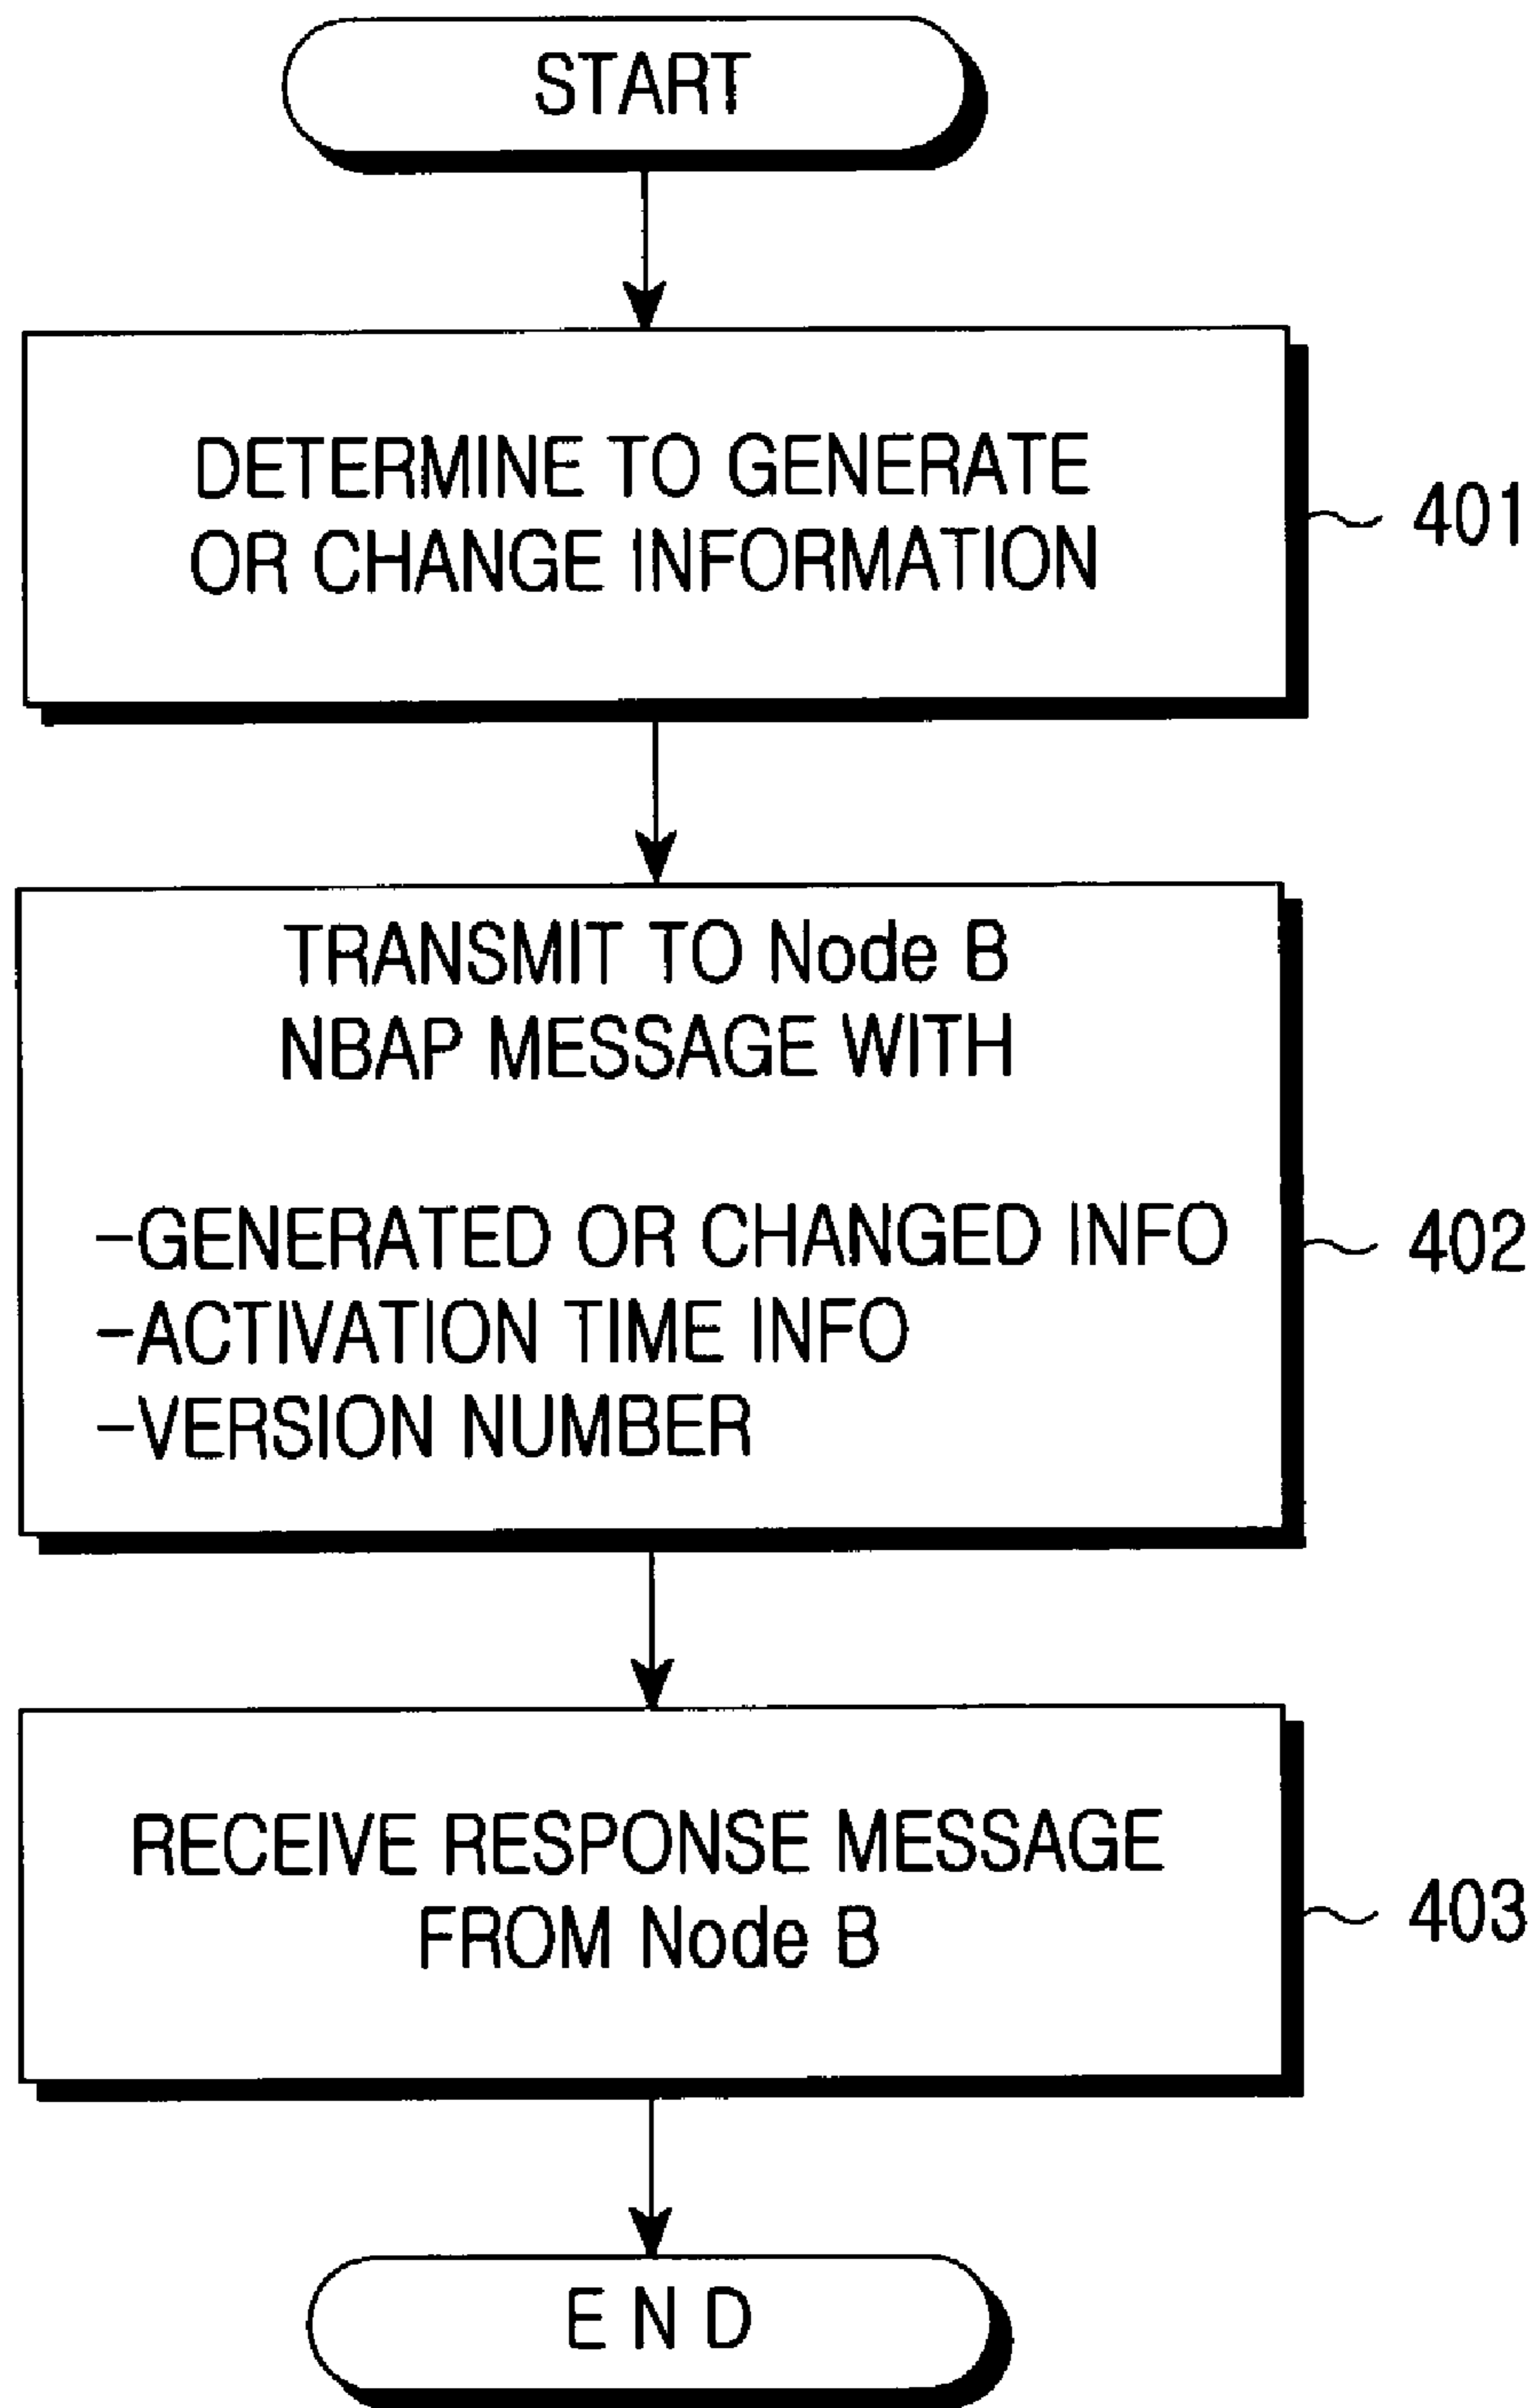 START
DETERMINE TO GENERATE
OR CHANGE INFORMATION
401
TRANSMIT TO Node B
NBAP MESSAGE WITH
-GENERATED OR CHANGED INFO
-ACTIVATION TIME INFO
-VERSION NUMBER
402
RECEIVE RESPONSE MESSAGE
FROM Node B
403
END